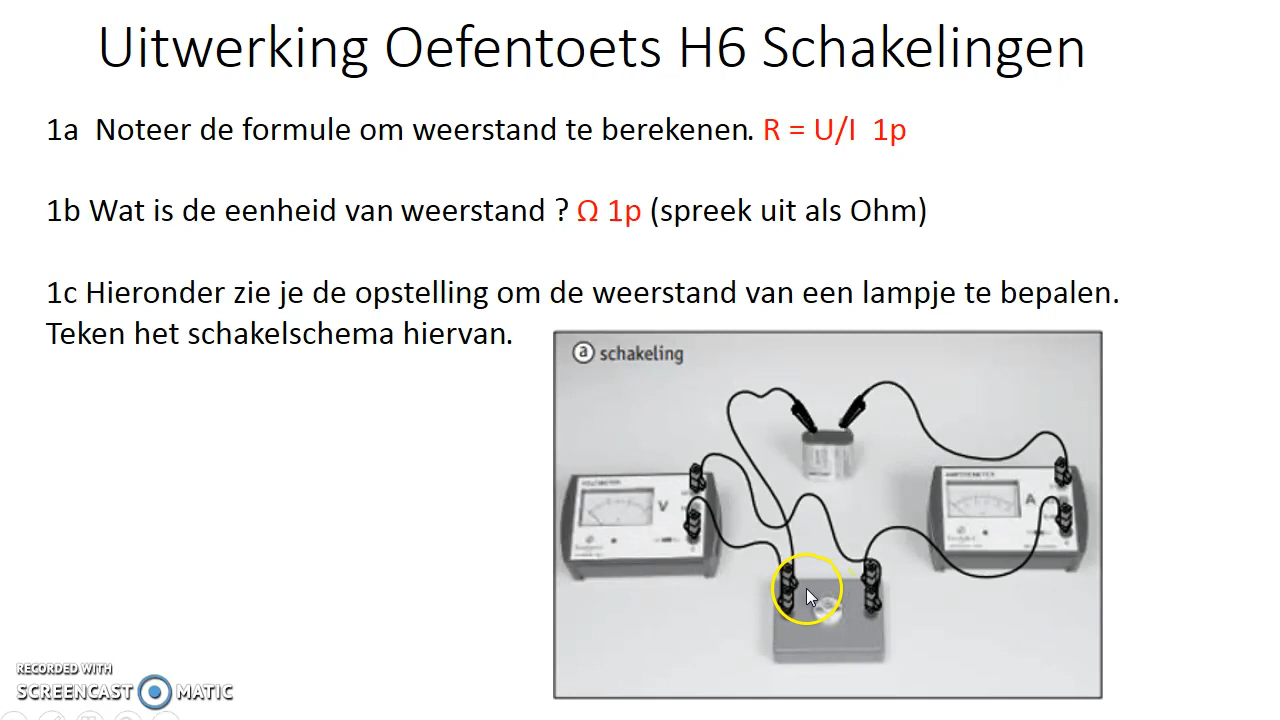 Uitwerking Oefentoets H6 Schakelingen
1a Noteer de formule om weerstand te berekenen. R = U/I 1p
1b Wat is de eenheid van weerstand ? Ω 1p (spreek uit als Ohm)
1c Hieronder zie je de opstelling om de weerstand van een lampje te bepalen.
Teken het schakelschema hiervan.
a schakeling
VOLTMETER
V
AMPEREMETER
A
RECORDED WITH
SCREENCAST MATIC